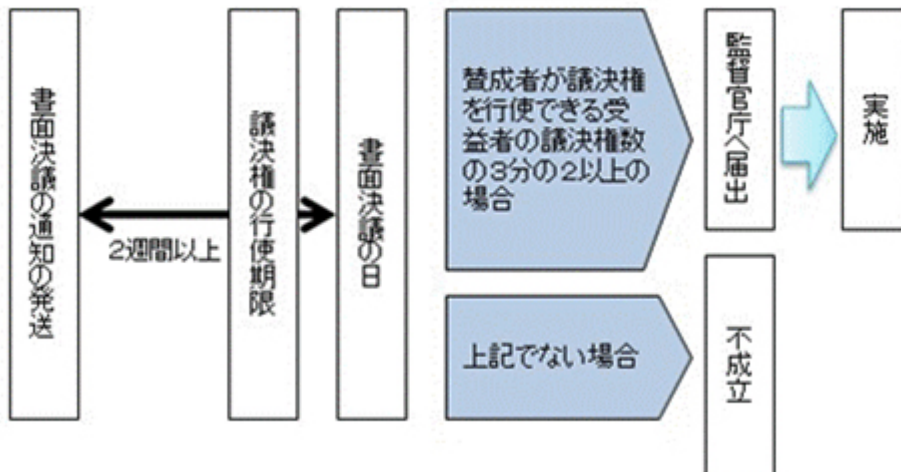 書面決議の通知の発送
2週間以上
議決権の行使期限
書面決議の日
賛成者が議決権
を行使できる受
益者の議決権数
の3分の2以上の
場合
監督官庁へ届出
実施
上記でない場合
不成立